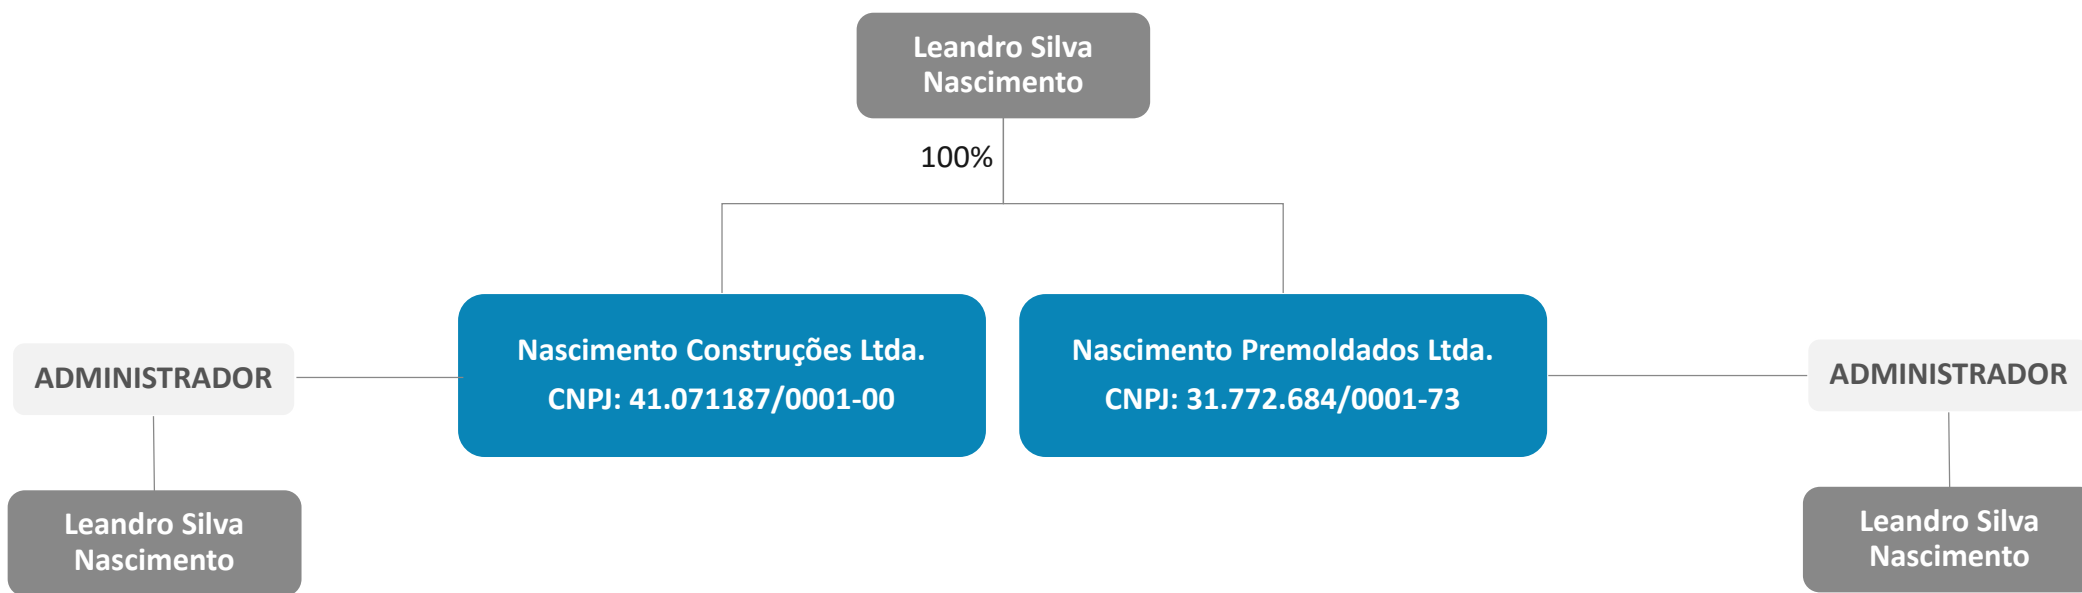 Leandro Silva
Nascimento
100%
Nascimento Construções Ltda.
CNPJ: 41.071187/0001-00
Nascimento Premoldados Ltda.
CNPJ: 31.772.684/0001-73
ADMINISTRADOR
ADMINISTRADOR
Leandro Silva
Nascimento
Leandro Silva
Nascimento